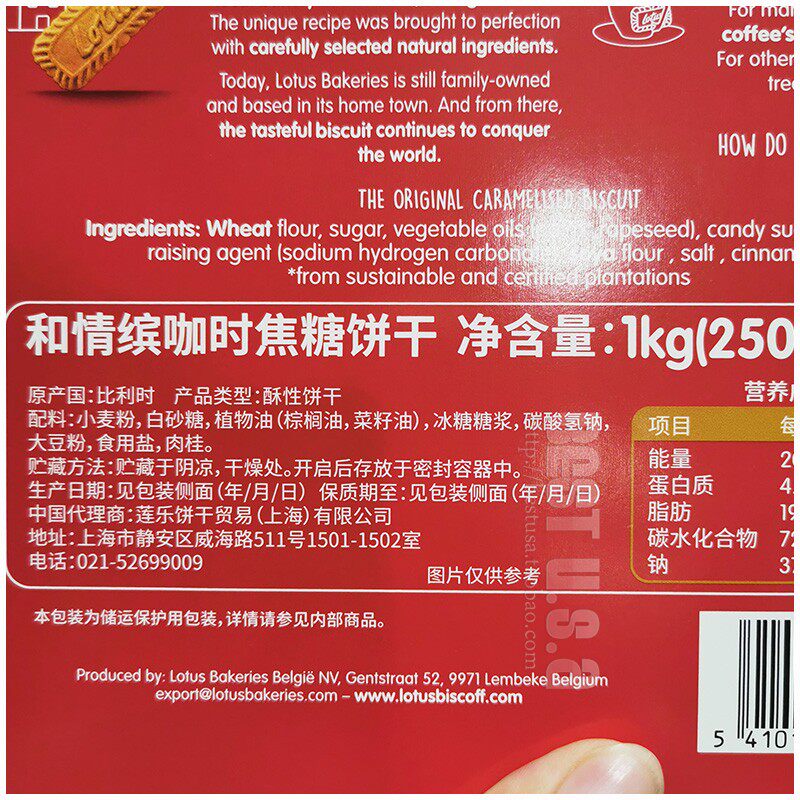 Lotus
The unique recipe was brought to perfection
with carefully selected natural ingredients.
Today, Lotus Bakeries is still family-owned
and based in its home town. And from there,
the tasteful biscuit continues to conquer
the world.
For
coffee's
For other
HOW DO
THE ORIGINAL CARAMELISED BISCUIT
Ingredients: Wheat flour, sugar, vegetable oils rapeseed), candy
raising agent (sodium hydrogen flour, salt,
*from sustainable and certified plantations
和情缤咖时焦糖饼干 净含量:1kg(250
原产国:比利时 产品类型:酥性饼干
配料:小麦粉,白砂糖,植物油(棕榈油,菜籽油),冰糖糖浆,碳酸氢钠,
大豆粉,食用盐,肉桂。
贮藏方法:贮藏于阴凉,干燥处。开启后存放于密封容器中。
生产日期:见包装侧面(年/月/日) 保质期至:见包装侧面(年/月/日)
中国代理商:莲乐饼干贸易(上海)有限公司
地址:上海市静安区威海路511号1501-1502室
电话:021-52699009
图片仅供参考
营养
项目
能量
蛋白质
脂肪
碳水化合物
钠
本包装为储运保护用包装,详情请参见内部商品。
Produced by: Lotus Bakeries België NV, Gentstraat 52, 9971 Lembeke Belgium
export@lotusbakeries.com – www.lotusbiscoff.com
5 4101
besT u.s.a